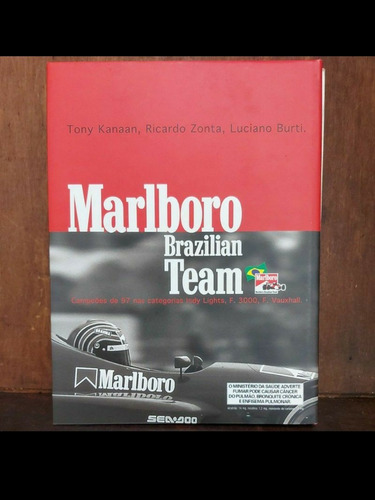 Tony Kanaan, Ricardo Zonta, Luciano Burti.
Marlboro
Brazilian
Team
Marlboro
Campeões de 97 nas categorias Indy Lights, F. 3000, F. Vauxhall.
Marlboro
O MINISTÉRIO DA SAÚDE ADVERTE
FUMAR PODE CAUSAR CÂNCER
DO PULMÃO, BRONQUITE CRÔNICA
E ENFISEMA PULMONAR.